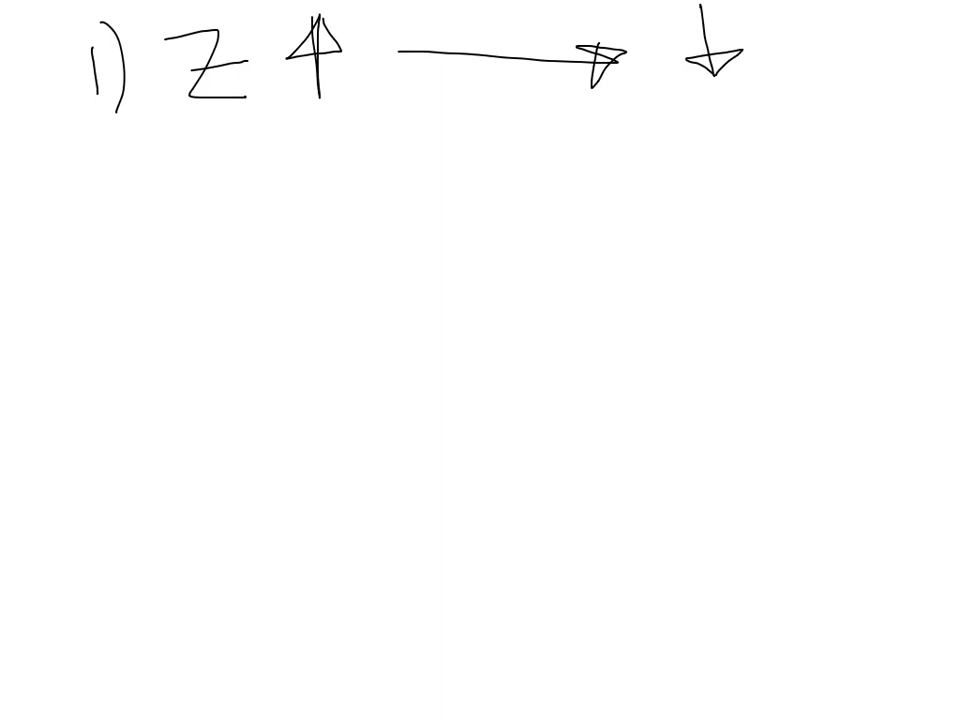 1) Z ↑ → ↓